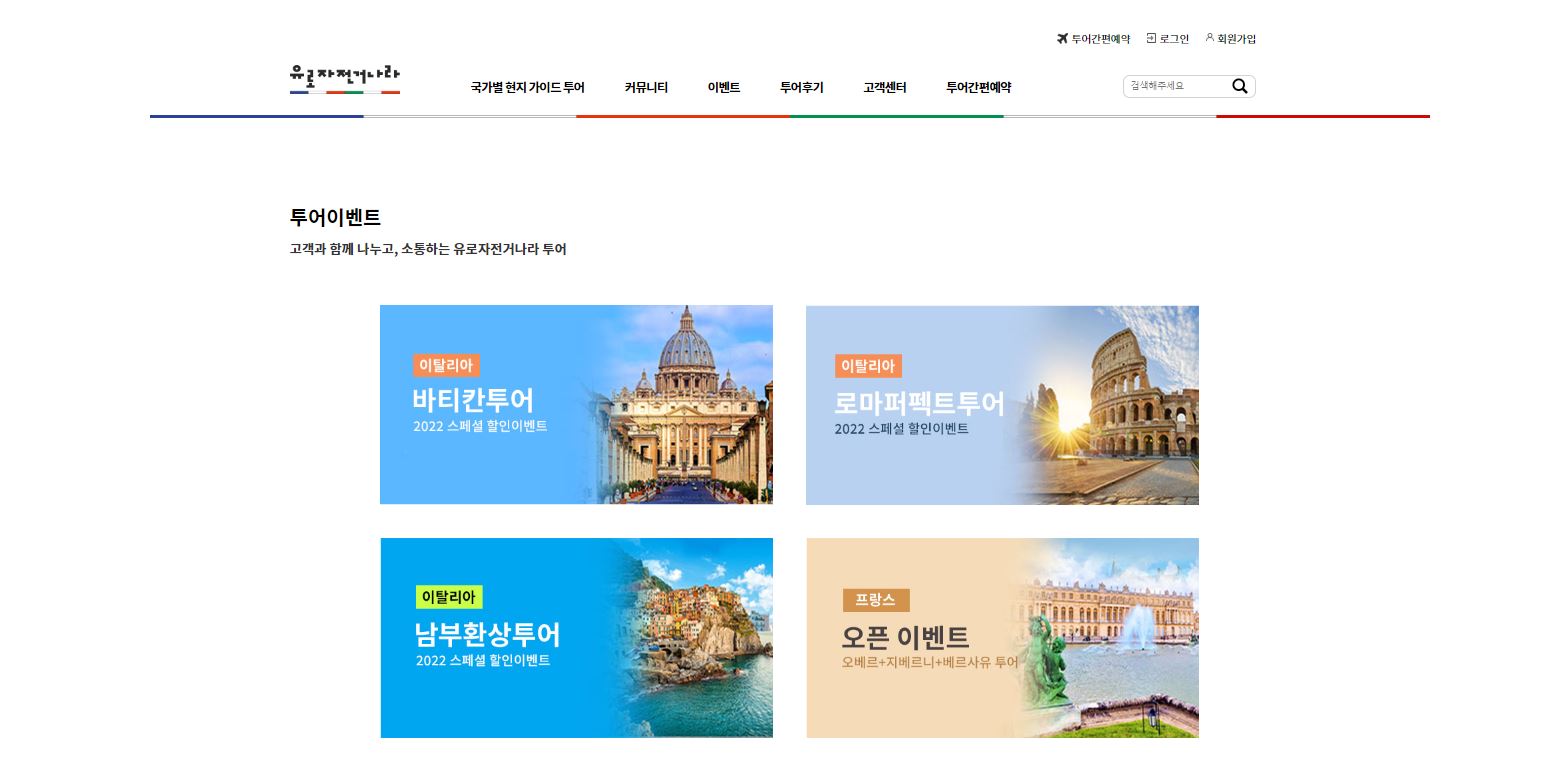 투어간편예약 로그인 회원가입
유로자전거나라
국가별 현지 가이드 투어 커뮤니티 이벤트 투어후기 고객센터 투어간편예약
검색해주세요
투어이벤트
고객과 함께 나누고, 소통하는 유로자전거나라 투어
이탈리아
바티칸투어
2022 스페셜 할인이벤트
이탈리아
로마퍼펙트투어
2022 스페셜 할인이벤트
이탈리아
남부환상투어
2022 스페셜 할인이벤트
프랑스
오픈 이벤트
오베르+지베르니+베르사유 투어